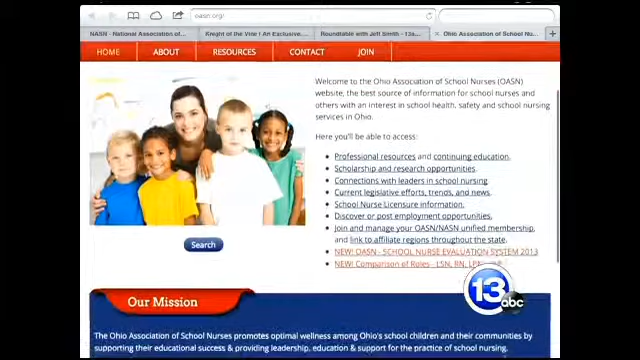 oasn.org/
NASN - National Association of...
Knight of the Vine ! Art Exclusive...
Roundtable with Jeff Smith - 13a...
Ohio Association of School Nu...
HOME
ABOUT
RESOURCES
CONTACT
JOIN
Welcome to the Ohio Association of School Nurses (OASN)
website, the best source of information for school nurses and
others with an interest in school health, safety and school nursing
services in Ohio.
Here you'll be able to access:
Professional resources and continuing education.
Scholarship and research opportunities.
Connections with leaders in school nursing
Current legislative efforts, trends, and news.
School Nurse Licensure information.
Discover or post employment opportunities.
Join and manage your OASN/NASN unified membership,
and link to affiliate regions throughout the state.
NEW! OASN - SCHOOL NURSE EVALUATION SYSTEM 2013
NEW! Comparison of Roles - LSN, RN,
Search
13
abc
Our Mission
The Ohio Association of School Nurses promotes optimal wellness among Ohio's school children and their communities by
supporting their educational success & providing leadership, education & support for the practice of school nursing.